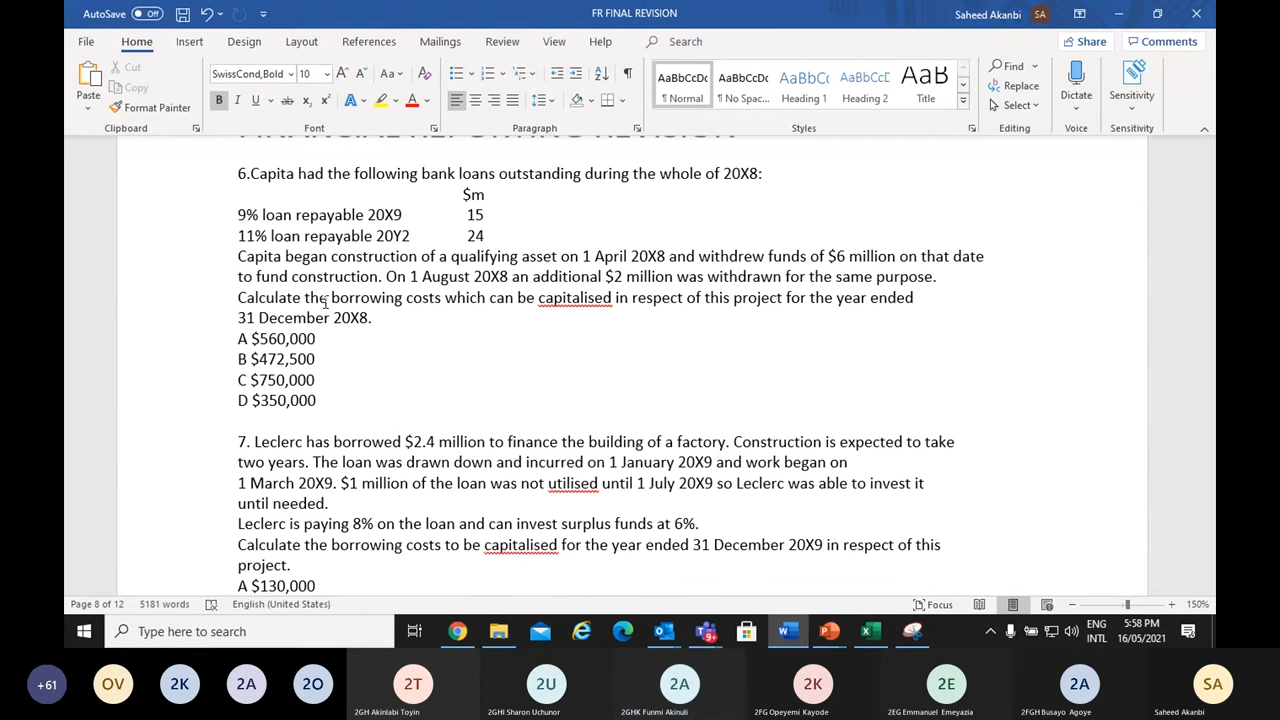 AutoSave Off FR FINAL REVISION Saheed Akanbi SA
File Home Insert Design Layout References Mailings Review View Help Search Share Comments
Paste Cut Copy Format Painter SwissCond,Bold 10 Aa AaBbCcDc AaBbCcDc AaBbCc AaBbCcE AaB Find Replace Select Dictate Sensitivity
¶ Normal ¶ No Spac... Heading 1 Heading 2 Title
Clipboard Font Paragraph Styles Editing Voice Sensitivity
6.Capita had the following bank loans outstanding during the whole of 20X8:
$m
9% loan repayable 20X9 15
11% loan repayable 20Y2 24
Capita began construction of a qualifying asset on 1 April 20X8 and withdrew funds of $6 million on that date
to fund construction. On 1 August 20X8 an additional $2 million was withdrawn for the same purpose.
Calculate the borrowing costs which can be capitalised in respect of this project for the year ended
31 December 20X8.
A $560,000
B $472,500
C $750,000
D $350,000
7. Leclerc has borrowed $2.4 million to finance the building of a factory. Construction is expected to take
two years. The loan was drawn down and incurred on 1 January 20X9 and work began on
1 March 20X9. $1 million of the loan was not utilised until 1 July 20X9 so Leclerc was able to invest it
until needed.
Leclerc is paying 8% on the loan and can invest surplus funds at 6%.
Calculate the borrowing costs to be capitalised for the year ended 31 December 20X9 in respect of this
project.
A $130,000
Page 8 of 12 5181 words English (United States) Focus 150%
Type here to search ENG INTL 5:58 PM 16/05/2021
+61 OV 2K 2A 2O 2T 2U 2A 2K 2E 2A SA
2GH Akinlabi Toyin 2GHI Sharon Uchunor 2GHK Funmi Akinuli 2FG Opeyemi Kayode 2EG Emmanuel Emeyazia 2FGH Busayo Agoye Saheed Akanbi